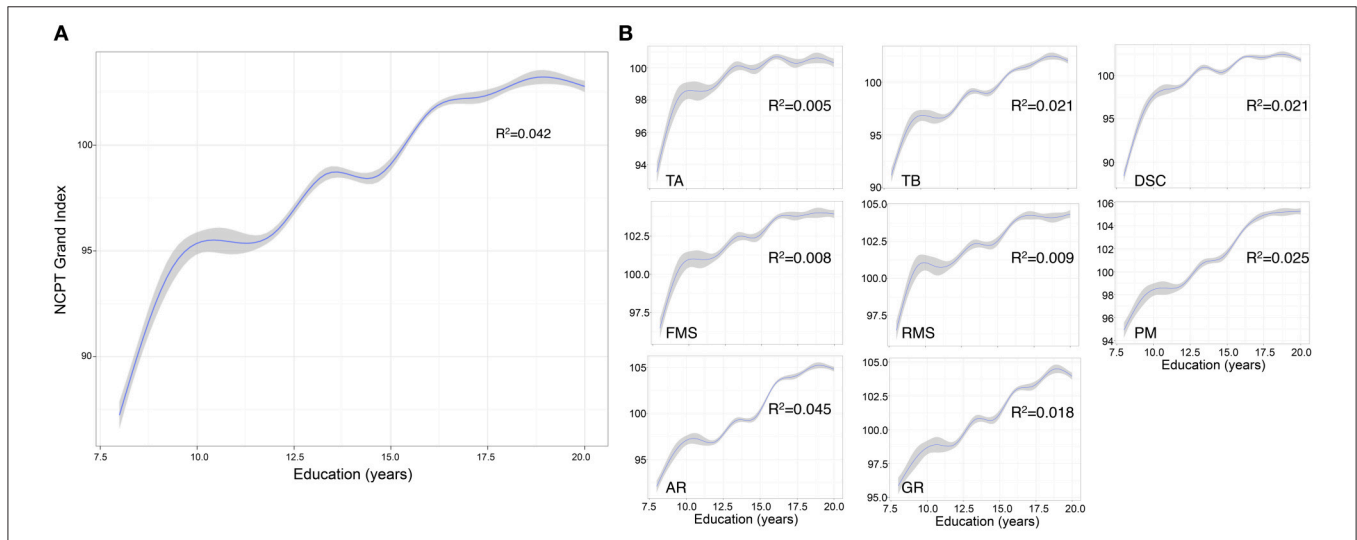 A
NCPT Grand Index
100
95
90
R²=0.042
7.5 10.0 12.5 15.0 17.5 20.0
Education (years)
B
100
98
96
94
R²=0.005
TA
100
95
90
R²=0.021
TB
100
95
90
R²=0.021
DSC
102.5
100.0
97.5
R²=0.008
FMS
105.0
102.5
100.0
97.5
R²=0.009
RMS
106
104
102
100
98
96
94
R²=0.025
PM
7.5 10.0 12.5 15.0 17.5 20.0
Education (years)
105
100
95
R²=0.045
AR
7.5 10.0 12.5 15.0 17.5 20.0
Education (years)
105.0
102.5
100.0
97.5
95.0
R²=0.018
GR
7.5 10.0 12.5 15.0 17.5 20.0
Education (years)